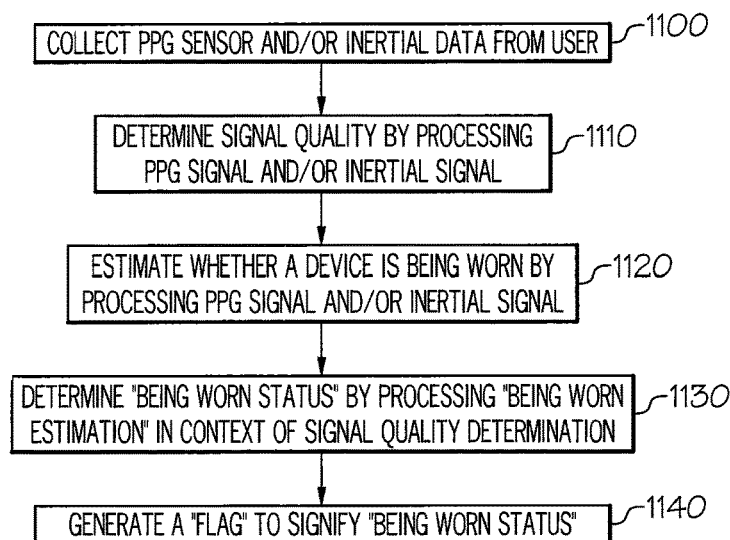 COLLECT PPG SENSOR AND/OR INERTIAL DATA FROM USER
1100
DETERMINE SIGNAL QUALITY BY PROCESSING
PPG SIGNAL AND/OR INERTIAL SIGNAL
1110
ESTIMATE WHETHER A DEVICE IS BEING WORN BY
PROCESSING PPG SIGNAL AND/OR INERTIAL SIGNAL
1120
DETERMINE "BEING WORN STATUS" BY PROCESSING "BEING WORN
ESTIMATION" IN CONTEXT OF SIGNAL QUALITY DETERMINATION
1130
GENERATE A "FLAG" TO SIGNIFY "BEING WORN STATUS"
1140